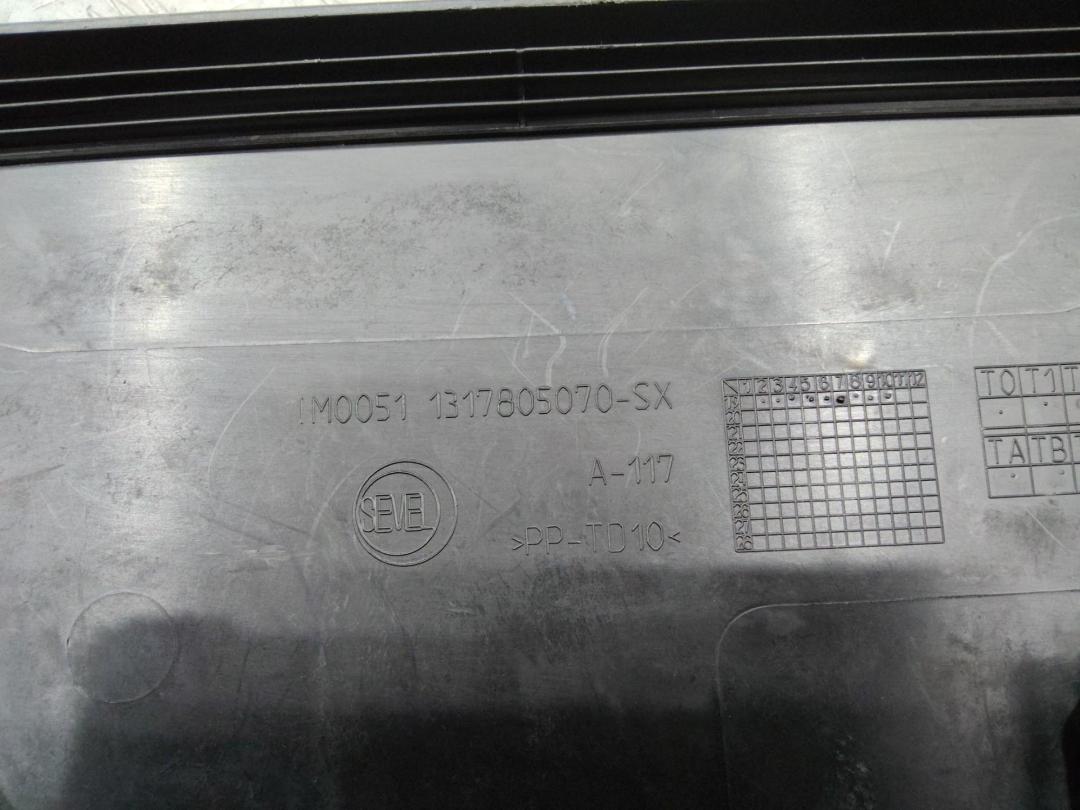 IM0051 1317805070-SX
A-117
SEVEL
>PP-TD10<
1 2 3 4 5 6 7 8 9 10 11 12
T0 T1
TA TB